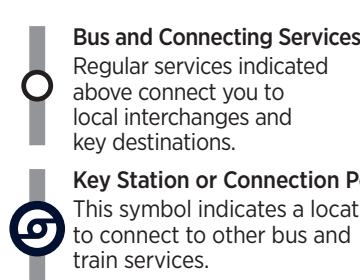 Bus and Connecting Services
Regular services indicated
above connect you to
local interchanges and
key destinations.
Key Station or Connection
This symbol indicates a
to connect to other bus and
train services.